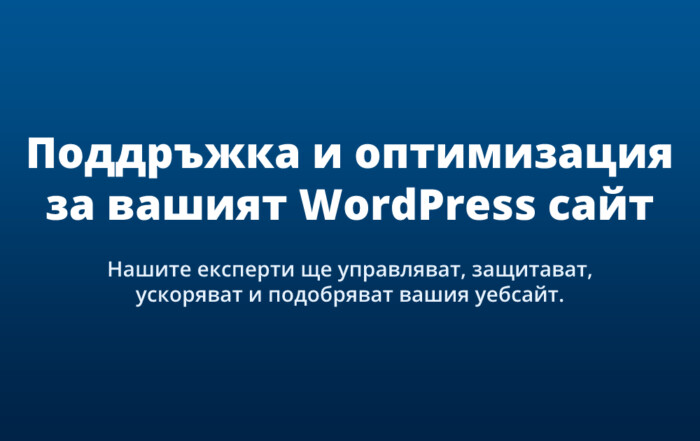 Поддръжка и оптимизация
за вашият WordPress сайт
Нашите експерти ще управляват, защитават,
ускоряват и подобряват вашия уебсайт.